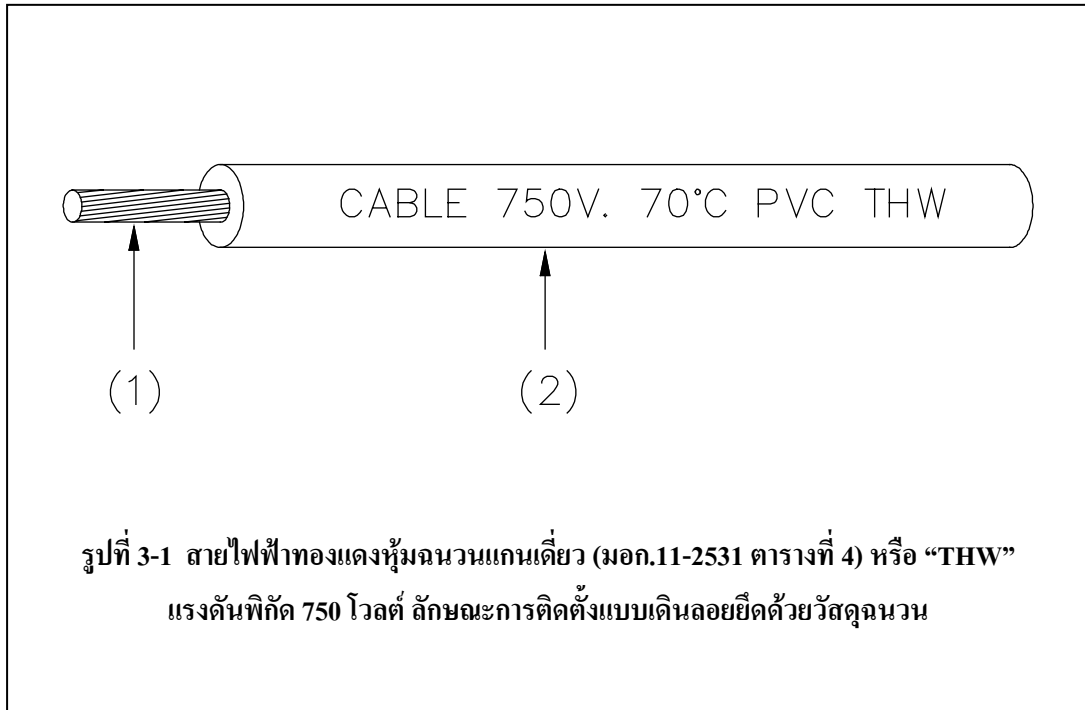 CABLE 750V. 70°C PVC THW
(1)
(2)
รูปที่ 3-1 สายไฟฟ้าทองแดงหุ้มฉนวนแกนเดี่ยว (มอก.11-2531 ตารางที่ 4) หรือ “THW”
แรงดันพิกัด 750 โวลต์ ลักษณะการติดตั้งแบบเดินลอยยึดด้วยวัสดุฉนวน